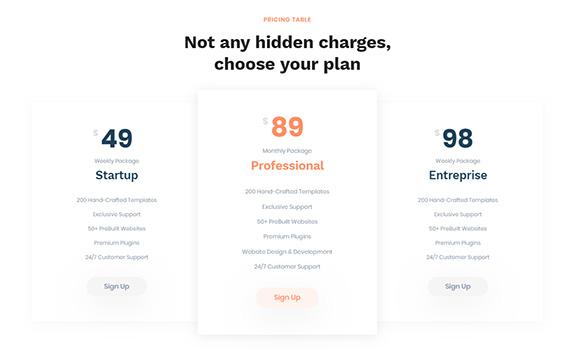 PRICING TABLE
Not any hidden charges,
choose your plan
$ 49
Weekly Package
Startup
200 Hand-Crafted Templates
Exclusive Support
50+ PreBuilt Websites
Premium Plugins
24/7 Customer Support
Sign Up
$ 89
Monthly Package
Professional
200 Hand-Crafted Templates
Exclusive Support
50+ PreBuilt Websites
Premium Plugins
Website Design & Development
24/7 Customer Support
Sign Up
$ 98
Weekly Package
Enterprise
200 Hand-Crafted Templates
Exclusive Support
50+ PreBuilt Websites
Premium Plugins
24/7 Customer Support
Sign Up